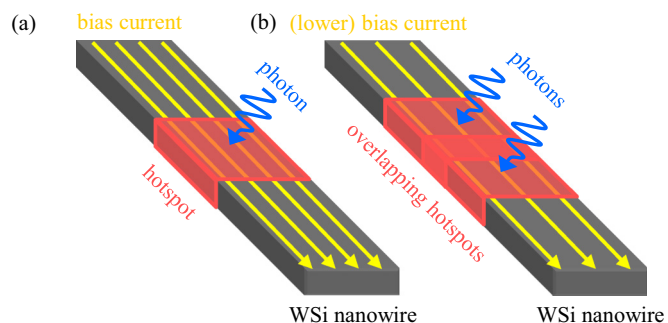 (a)
bias current
photon
hotspot
WSi nanowire
(b)
(lower) bias current
photons
overlapping hotspots
WSi nanowire